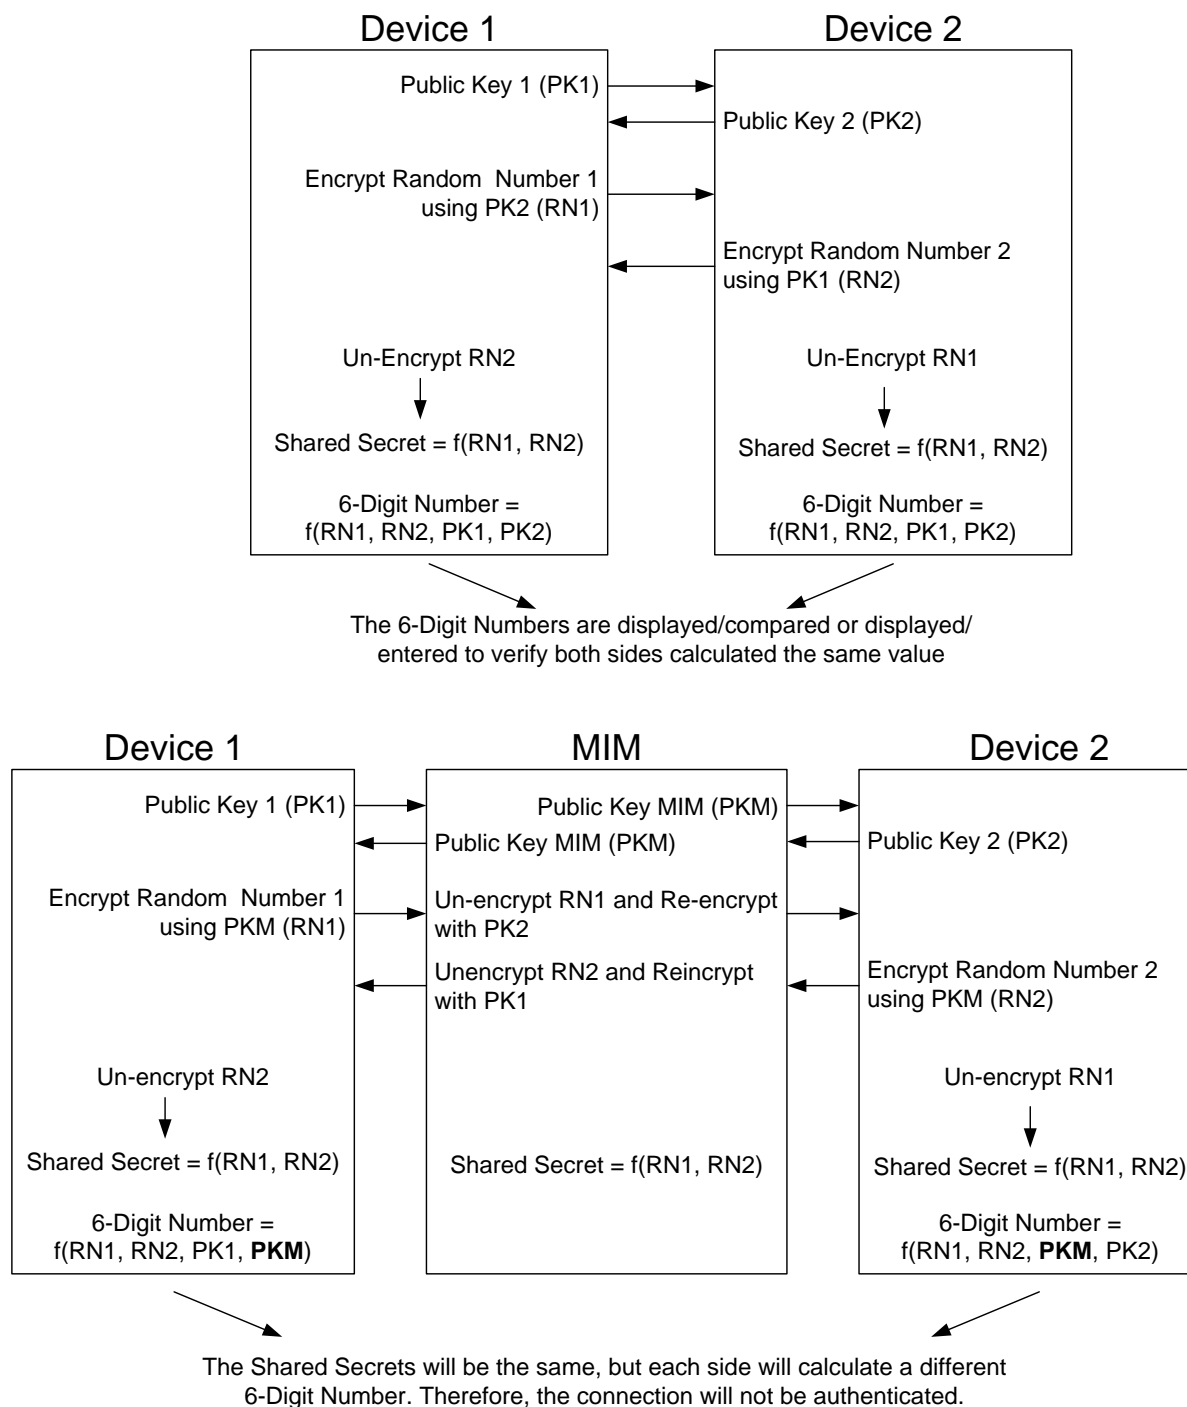 Device 1
Device 2
Public Key 1 (PK1)
Public Key 2 (PK2)
Encrypt Random Number 1
using PK2 (RN1)
Encrypt Random Number 2
using PK1 (RN2)
Un-Encrypt RN2
Un-Encrypt RN1
Shared Secret = f(RN1, RN2)
Shared Secret = f(RN1, RN2)
6-Digit Number =
f(RN1, RN2, PK1, PK2)
6-Digit Number =
f(RN1, RN2, PK1, PK2)
The 6-Digit Numbers are displayed/compared or displayed/
entered to verify both sides calculated the same value
Device 1
MIM
Device 2
Public Key 1 (PK1)
Public Key MIM (PKM)
Public Key MIM (PKM)
Public Key 2 (PK2)
Encrypt Random Number 1
using PKM (RN1)
Un-encrypt RN1 and Re-encrypt
with PK2
Unencrypt RN2 and Reincrypt
with PK1
Encrypt Random Number 2
using PKM (RN2)
Un-encrypt RN2
Un-encrypt RN1
Shared Secret = f(RN1, RN2)
Shared Secret = f(RN1, RN2)
Shared Secret = f(RN1, RN2)
6-Digit Number =
f(RN1, RN2, PK1, PKM)
6-Digit Number =
f(RN1, RN2, PKM, PK2)
The Shared Secrets will be the same, but each side will calculate a different
6-Digit Number. Therefore, the connection will not be authenticated.